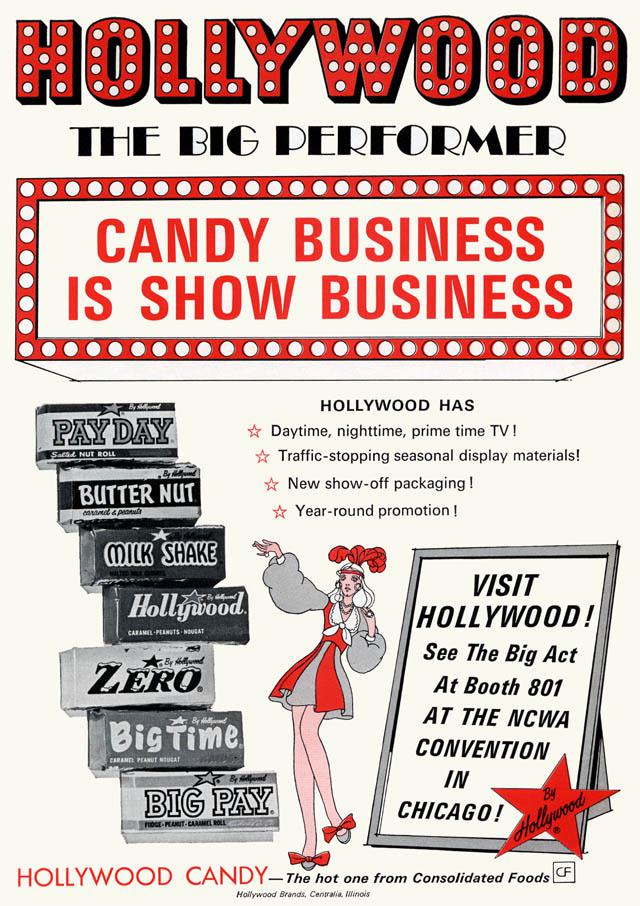 HOLLYWOOD
THE BIG PERFORMER
CANDY BUSINESS
IS SHOW BUSINESS
HOLLYWOOD HAS
☆ Daytime, nighttime, prime time TV!
☆ Traffic-stopping seasonal display materials!
☆ New show-off packaging!
☆ Year-round promotion!
By Hollywood
PAYDAY®
Salted NUT ROLL
By Hollywood
BUTTER NUT
caramel & peanuts
By Hollywood
MILK SHAKE
By Hollywood
Hollywood®
CARAMEL-PEANUTS-NOUGAT
By Hollywood
ZERO®
By Hollywood
Big Time®
CARAMEL PEANUT NOUGAT
By Hollywood
BIG PAY®
FUDGE-PEANUT-CARAMEL ROLL
VISIT
HOLLYWOOD!
See The Big Act
At Booth 801
AT THE NCWA
CONVENTION
IN
CHICAGO!
By
Hollywood
®
HOLLYWOOD CANDY—The hot one from Consolidated Foods CF
Hollywood Brands, Centralia, Illinois